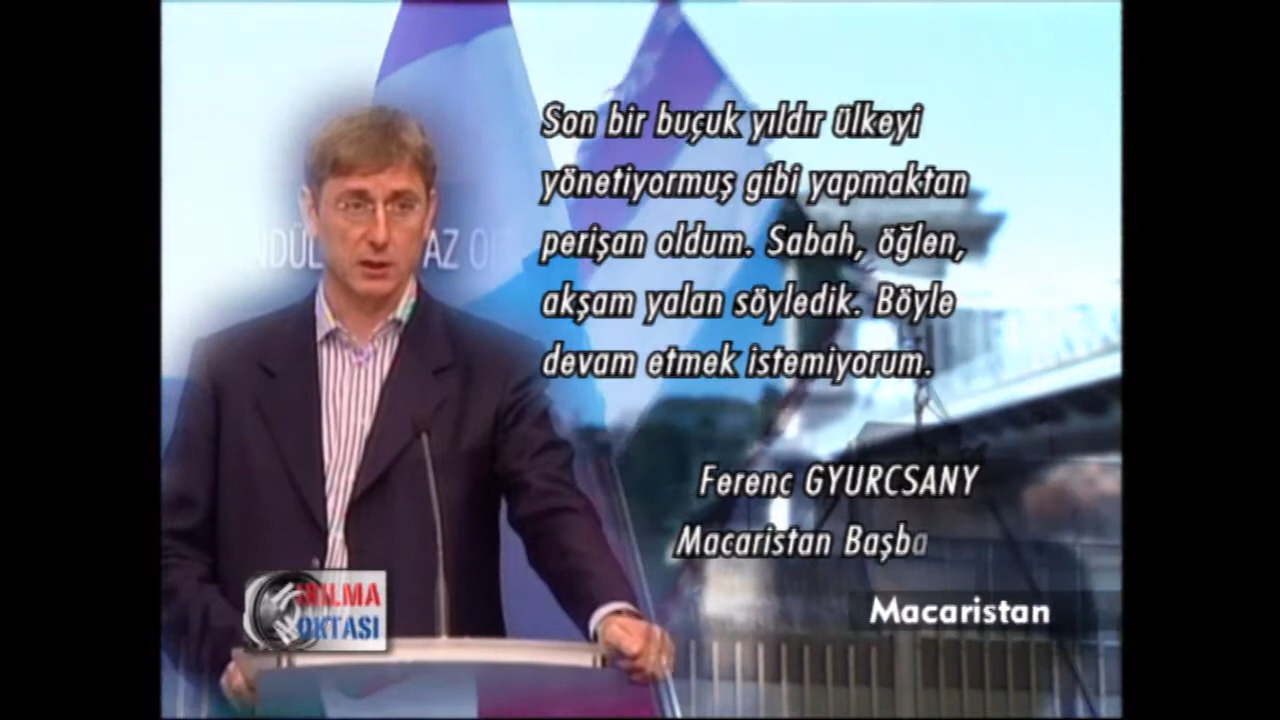 Son bir buçuk yıldır ülkeyi
yönetiyormuş gibi yapmaktan
perişan oldum. Sabah, öğlen,
akşam yalan söyledik. Böyle
devam etmek istemiyorum.
Ferenc GYURCSANY
Macaristan Başba
Macaristan
AZ